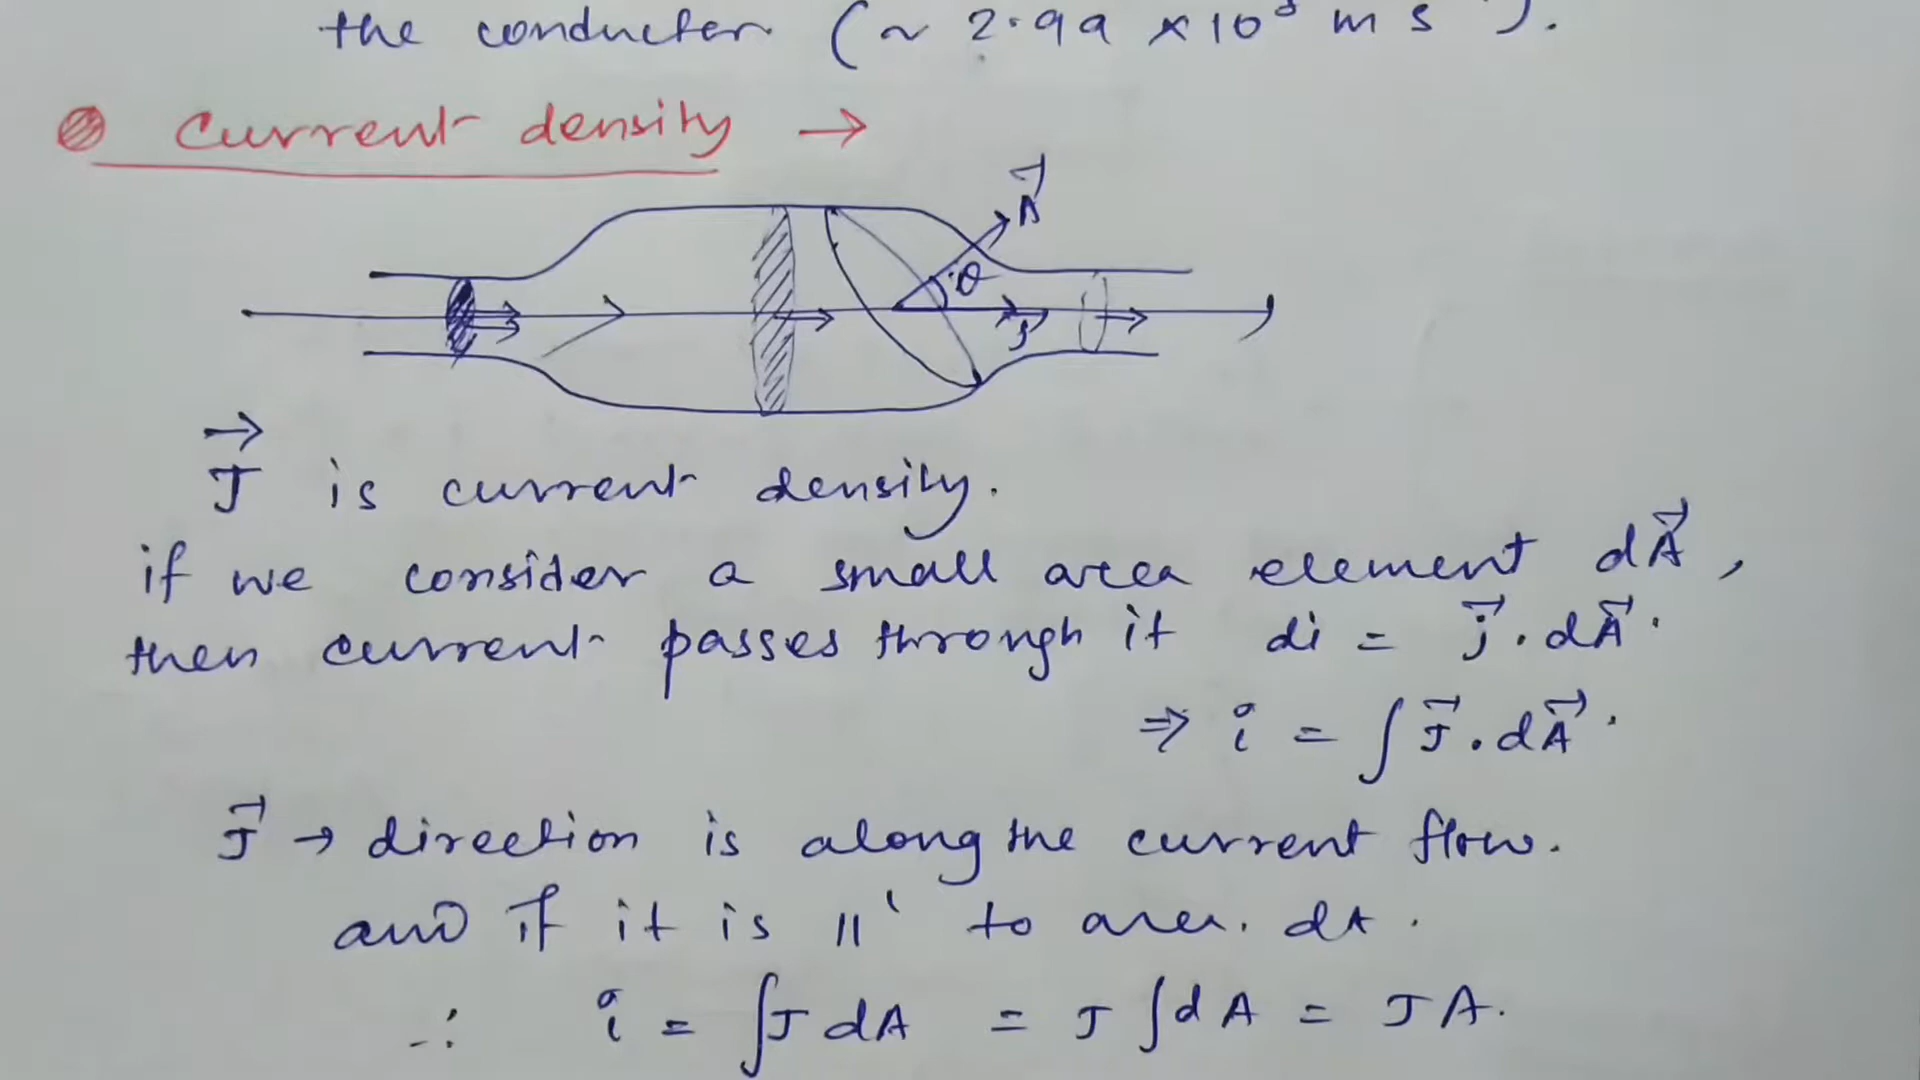 the conductor (~ 2.99 × 10⁸ m s ).
Current density →
A⃗
θ
J⃗ is current density.
if we consider a small area element dA⃗,
then current passes through it di = j⃗ . dA⃗.
⇒ i = ∫ J⃗ . dA⃗.
J⃗ → direction is along the current flow.
and if it is ||ˡ to area. dA.
∴ i = ∫ J dA = J ∫ dA = JA.